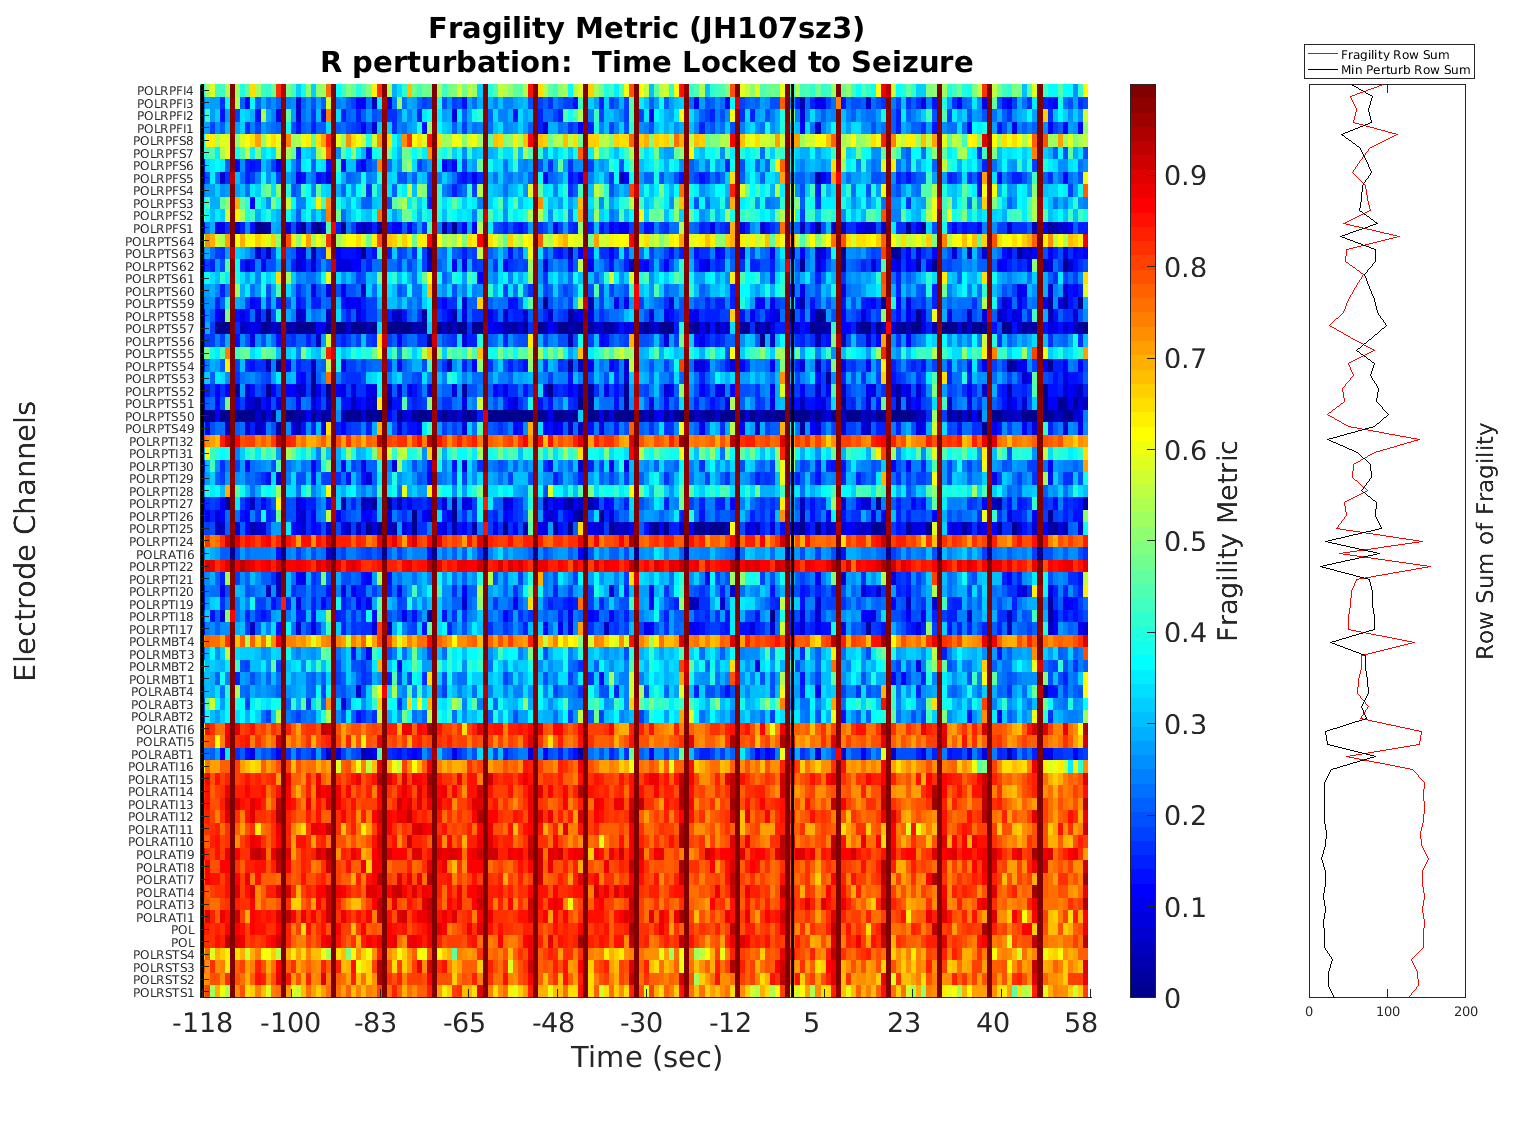 Fragility Metric (JH107sz3)
R perturbation:  Time Locked to Seizure
Electrode Channels
POLRPFI4
POLRPFI3
POLRPFI2
POLRPFI1
POLRPFS8
POLRPFS7
POLRPFS6
POLRPFS5
POLRPFS4
POLRPFS3
POLRPFS2
POLRPFS1
POLRPTS64
POLRPTS63
POLRPTS62
POLRPTS61
POLRPTS60
POLRPTS59
POLRPTS58
POLRPTS57
POLRPTS56
POLRPTS55
POLRPTS54
POLRPTS53
POLRPTS52
POLRPTS51
POLRPTS50
POLRPTS49
POLRPTI32
POLRPTI31
POLRPTI30
POLRPTI29
POLRPTI28
POLRPTI27
POLRPTI26
POLRPTI25
POLRPTI24
POLRATI6
POLRPTI22
POLRPTI21
POLRPTI20
POLRPTI19
POLRPTI18
POLRPTI17
POLRMBT4
POLRMBT3
POLRMBT2
POLRMBT1
POLRABT4
POLRABT3
POLRABT2
POLRATI6
POLRATI5
POLRABT1
POLRATI16
POLRATI15
POLRATI14
POLRATI13
POLRATI12
POLRATI11
POLRATI10
POLRATI9
POLRATI8
POLRATI7
POLRATI4
POLRATI3
POLRATI1
POL
POL
POLRSTS4
POLRSTS3
POLRSTS2
POLRSTS1
-118 -100 -83 -65 -48 -30 -12 5 23 40 58
Time (sec)
0.9
0.8
0.7
0.6
0.5
0.4
0.3
0.2
0.1
0
Fragility Metric
Fragility Row Sum
Min Perturb Row Sum
0 100 200
Row Sum of Fragility